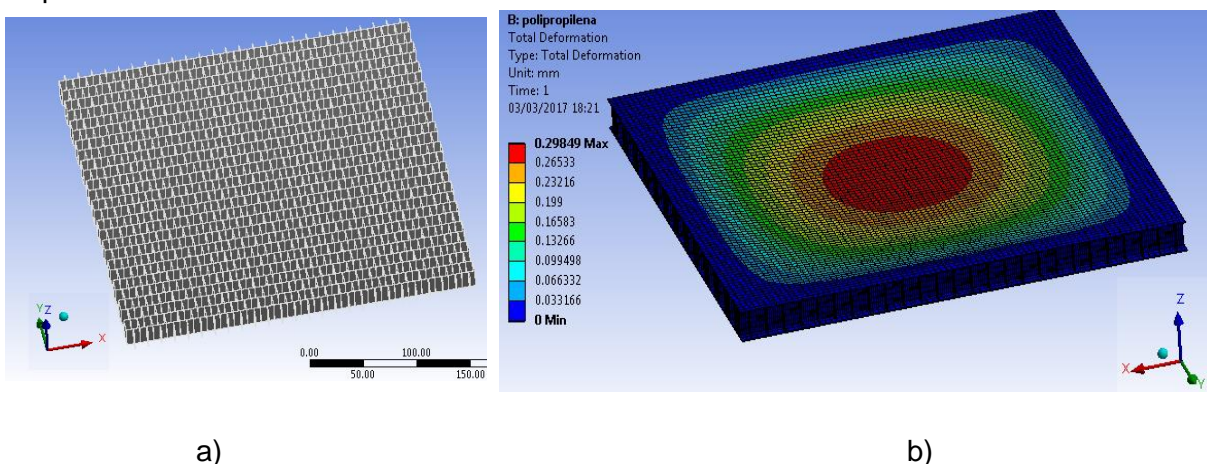 Y
Z
X
0.00
100.00
50.00
150.00
B: polipropilena
Total Deformation
Type: Total Deformation
Unit: mm
Time: 1
03/03/2017 18:21
0.29849 Max
0.26533
0.23216
0.199
0.16583
0.13266
0.099498
0.066332
0.033166
0 Min
Z
X
Y
a)
b)